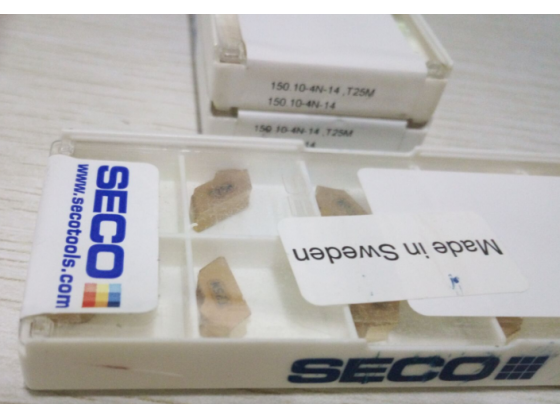 150.10-4N-14 ,T25M
150.10-4N-14
150 10-4N-14 ,T25M
14
SECO
www.secotools.com
Made in Sweden
SECO